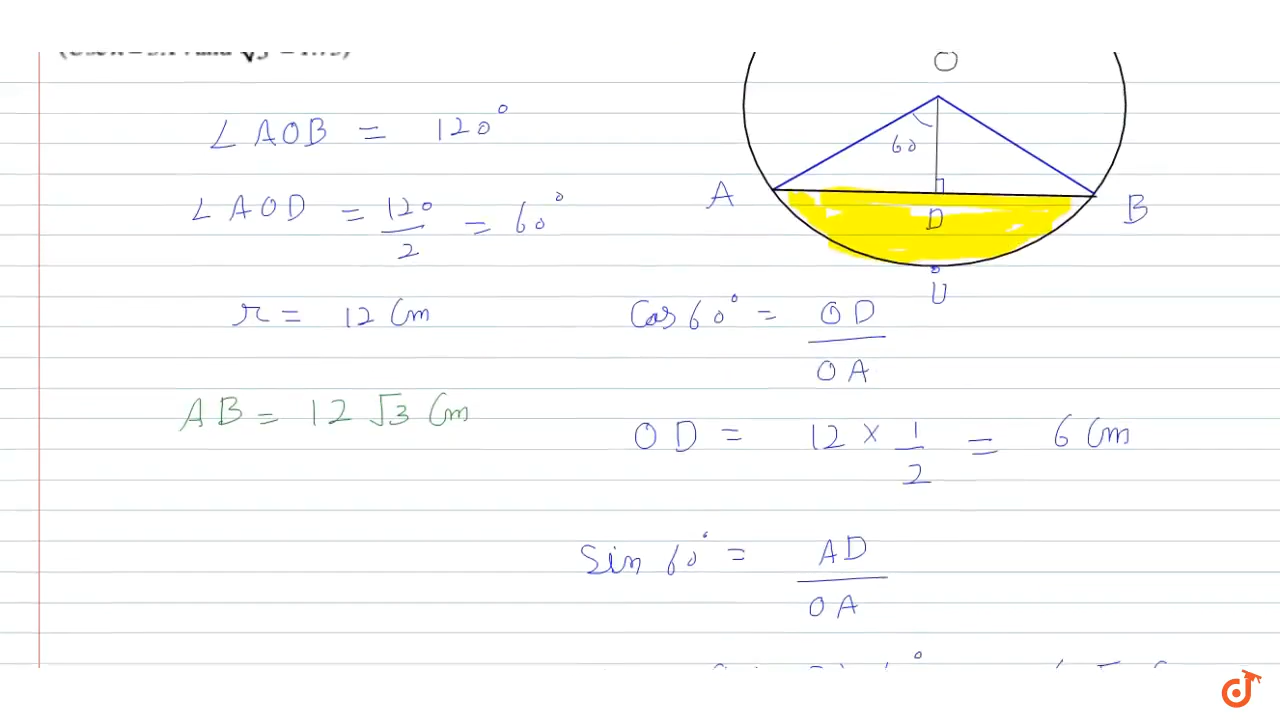 O
∠AOB = 120°
60
A
B
D
∠AOD = 120/2 = 60°
U
r = 12 Cm
Cos 60° = OD/OA
AB = 12 √3 Cm
OD = 12 × 1/2 = 6 Cm
Sin 60° = AD/OA